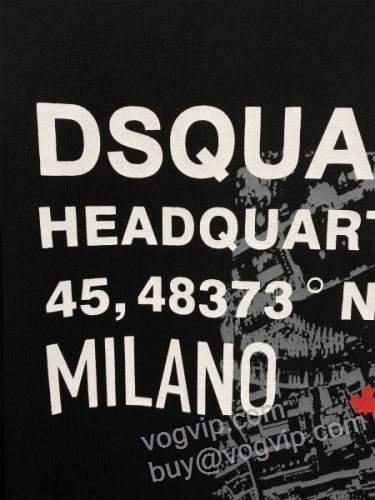 DSQUA
HEADQUART
45, 48373° N
MILANO
vogvip.com
buy@vogvip.com